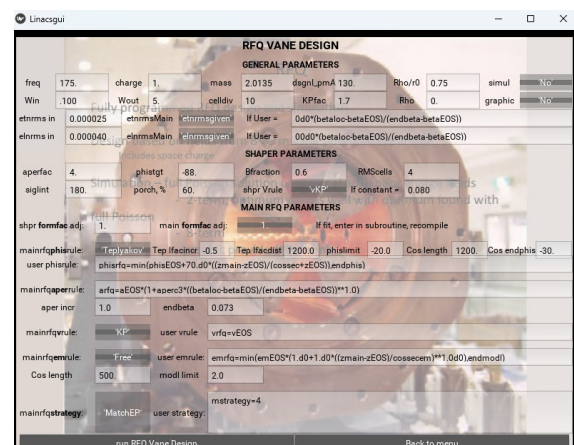 Linacsgui
RFQ VANE DESIGN
GENERAL PARAMETERS
freq 175. charge 1. mass 2.0135 dsgnl_pmA 130. Rho/r0 0.75 simul 'No'
Win .100 Wout 5. celldiv 10 KPfac 1.7 Rho 0. graphic 'No'
etnrms in 0.000025 etnrmsMain 'etnrmsgiven' If User = 0d0*(betaloc-betaEOS)/(endbeta-betaEOS))
elnrms in 0.000040 elnrmsMain 'elnrmsgiven' If User = 00d0*(betaloc-betaEOS)/(endbeta-betaEOS))
Includes space charge
SHAPER PARAMETERS
aperfac 4. phistgt -88. Bfraction 0.6 RMScells 4
siglint 180. porch, % 60. shpr Vrule 'vKP' If constant = 0.080
full Poisson
MAIN RFQ PARAMETERS
shpr formfac adj: 1. main formfac adj: 1 If fit, enter in subroutine, recompile
mainrfqphisrule: 'Teplyakov' Tep lfacincr -0.5 Tep lfacdist 1200.0 phislimit -20.0 Cos length 1200. Cos endphis -30.
user phisrule: phisrfq=min(phisEOS+70.d0*((zmain-zEOS)/(cossec+zEOS)),endphis)
mainrfqaperrule: arfq=aEOS*(1+aperc3*((betaloc-betaEOS)/(endbeta-betaEOS))**1.0)
aper incr 1.0 endbeta 0.073
mainrfqvrule: 'KP' user vrule vrfq=vEOS
mainrfqemrule: 'Free' user emrule: emrfq=min(emEOS*(1.d0+1.d0*((zmain-zEOS)/cossecem)**1.0d0),endmodl)
Cos length 500. modl limit 2.0
mainrfqstrategy: 'MatchEP' user strategy: mstrategy=4
run RFQ Vane Design Back to menu